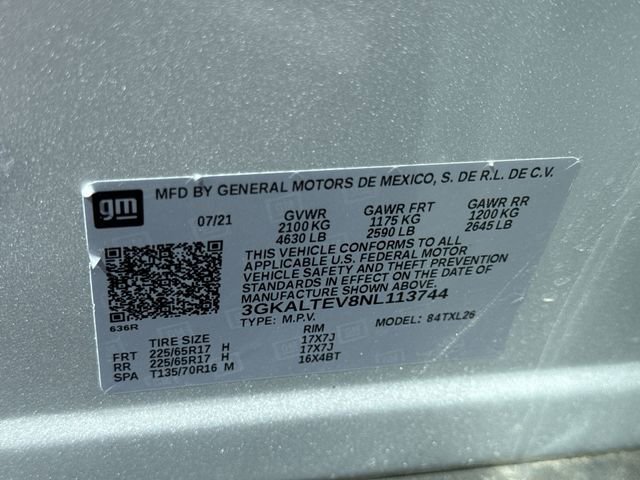 gm
MFD BY GENERAL MOTORS DE MEXICO, S. DE R.L. DE C.V.
07/21 GVWR GAWR FRT GAWR RR
2100 KG 1175 KG 1200 KG
4630 LB 2590 LB 2645 LB
THIS VEHICLE CONFORMS TO ALL
APPLICABLE U.S. FEDERAL MOTOR
VEHICLE SAFETY AND THEFT PREVENTION
STANDARDS IN EFFECT ON THE DATE OF
MANUFACTURE SHOWN ABOVE.
3GKALTEV8NL113744
636R TYPE: M.P.V. MODEL: 84TXL26
TIRE SIZE RIM
FRT 225/65R17 H 17X7J
RR 225/65R17 H 17X7J
SPA T135/70R16 M 16X4BT